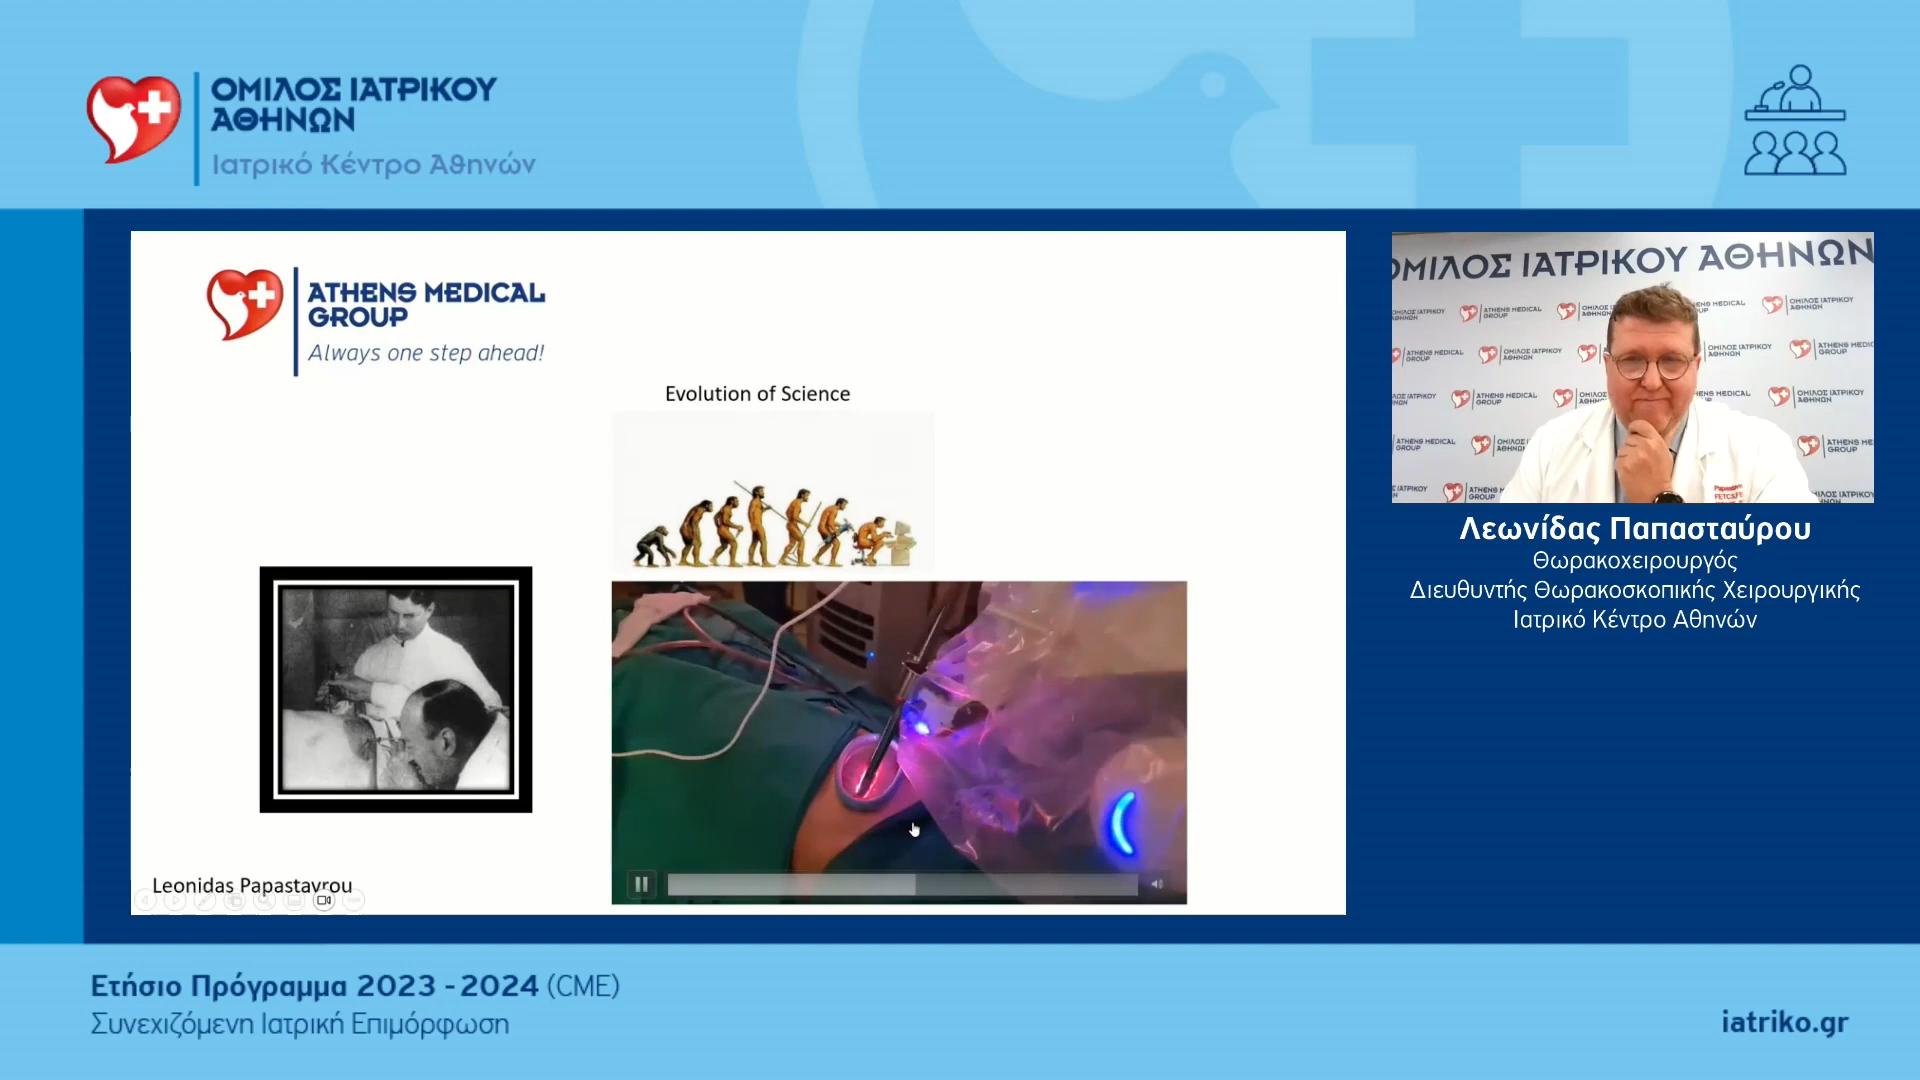 ΟΜΙΛΟΣ ΙΑΤΡΙΚΟΥ
ΑΘΗΝΩΝ
Ιατρικό Κέντρο Αθηνών
ATHENS MEDICAL
GROUP
Always one step ahead!
Evolution of Science
Leonidas Papastavrou
ΟΜΙΛΟΣ ΙΑΤΡΙΚΟΥ ΑΘΗΝΩΝ
Λεωνίδας Παπασταύρου
Θωρακοχειρουργός
Διευθυντής Θωρακοσκοπικής Χειρουργικής
Ιατρικό Κέντρο Αθηνών
Ετήσιο Πρόγραμμα 2023 - 2024 (CME)
Συνεχιζόμενη Ιατρική Επιμόρφωση
iatriko.gr